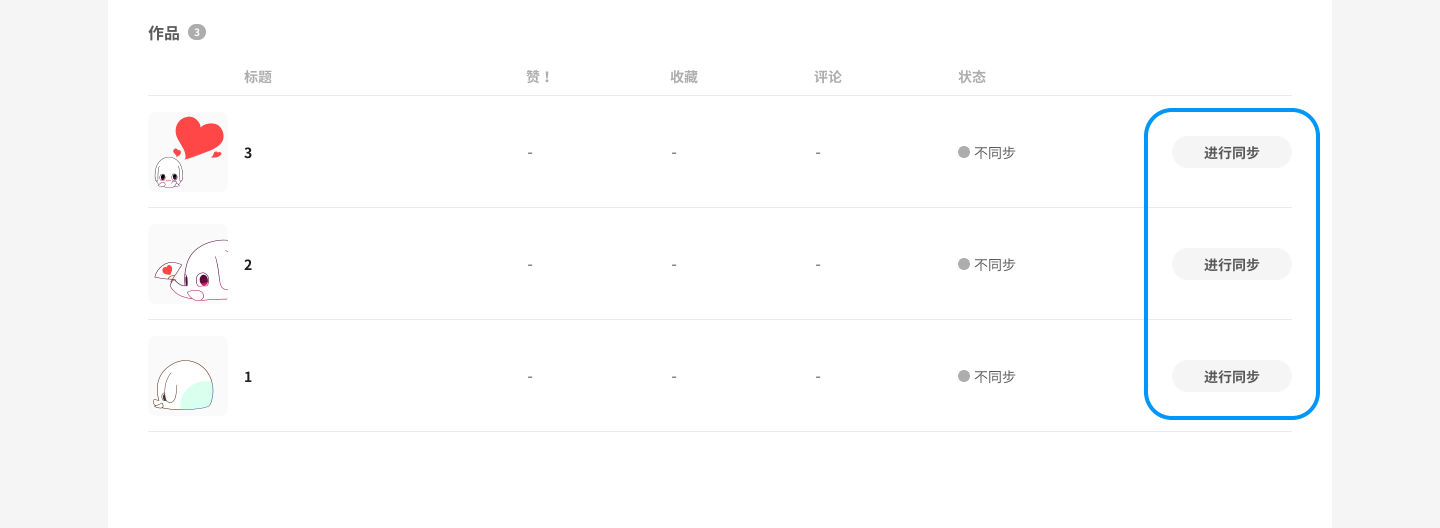 作品 3
标题 赞！ 收藏 评论 状态
3 - - - 不同步 进行同步
2 - - - 不同步 进行同步
1 - - - 不同步 进行同步